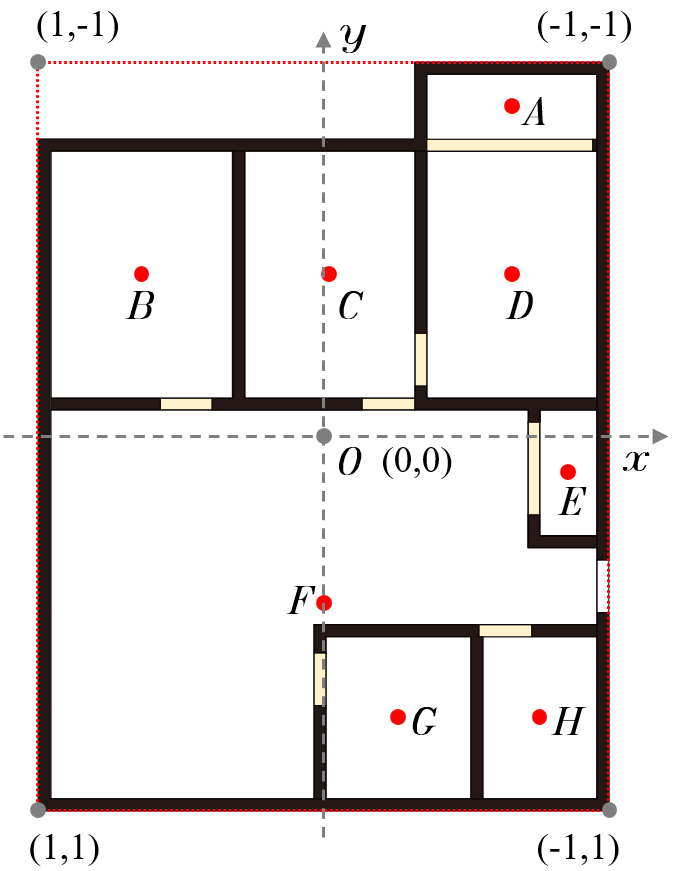 (1,-1)
y
(-1,-1)
A
B
C
D
O (0,0)
x
E
F
G
H
(1,1)
(-1,1)